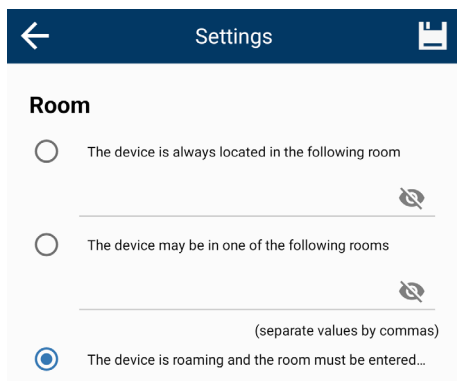 Settings
Room
The device is always located in the following room
The device may be in one of the following rooms
(separate values by commas)
The device is roaming and the room must be entered...